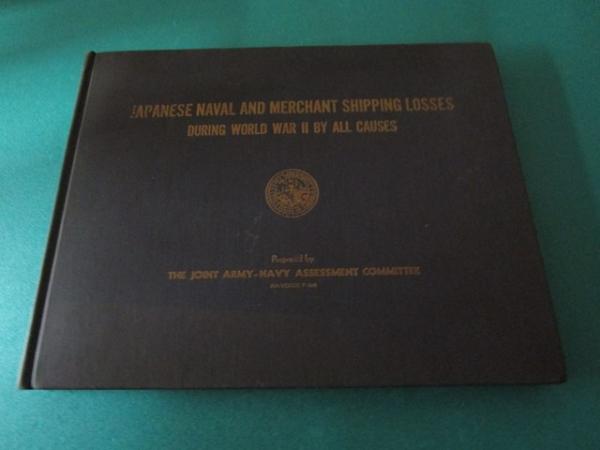 JAPANESE NAVAL AND MERCHANT SHIPPING LOSSES
DURING WORLD WAR II BY ALL CAUSES
Prepared by
THE JOINT ARMY-NAVY ASSESSMENT COMMITTEE